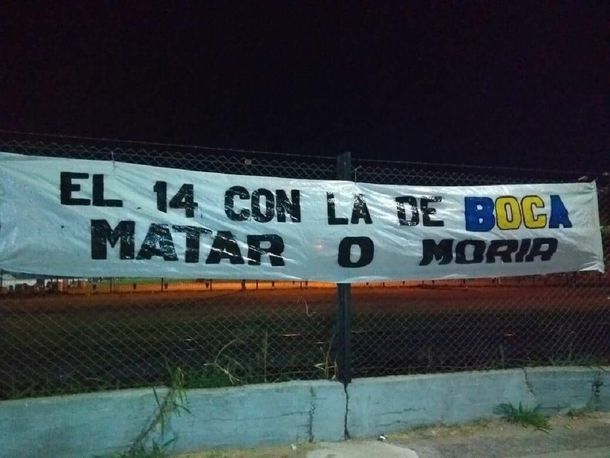 EL 14 CON LA DE BOCA
MATAR O MORIR